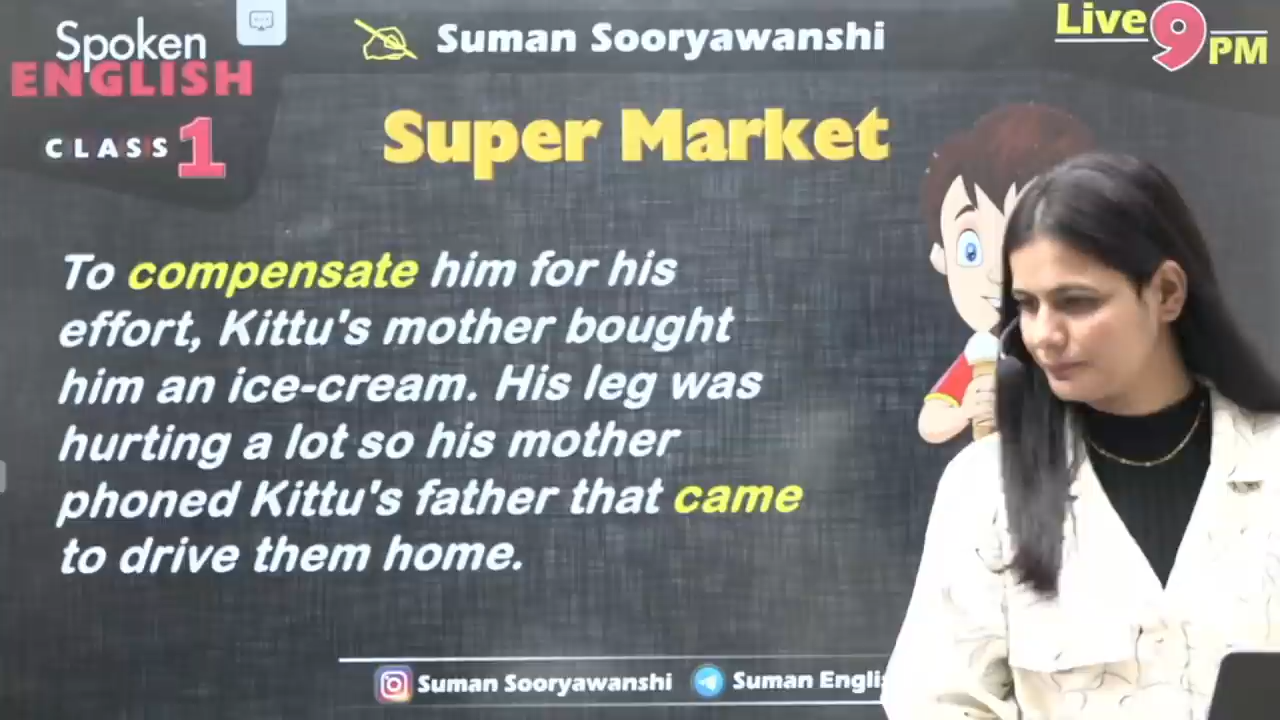 Spoken
ENGLISH
CLASS 1
Suman Sooryawanshi
Live 9 PM
Super Market
To compensate him for his
effort, Kittu's mother bought
him an ice-cream. His leg was
hurting a lot so his mother
phoned Kittu's father that came
to drive them home.
Suman Sooryawanshi
Suman